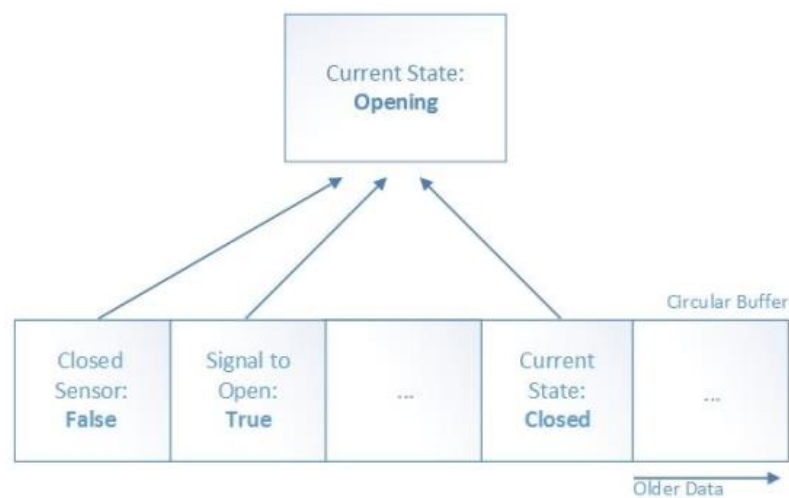 Current State:
Opening
Circular Buffer
Closed
Sensor:
False
Signal to
Open:
True
...
Current
State:
Closed
...
Older Data